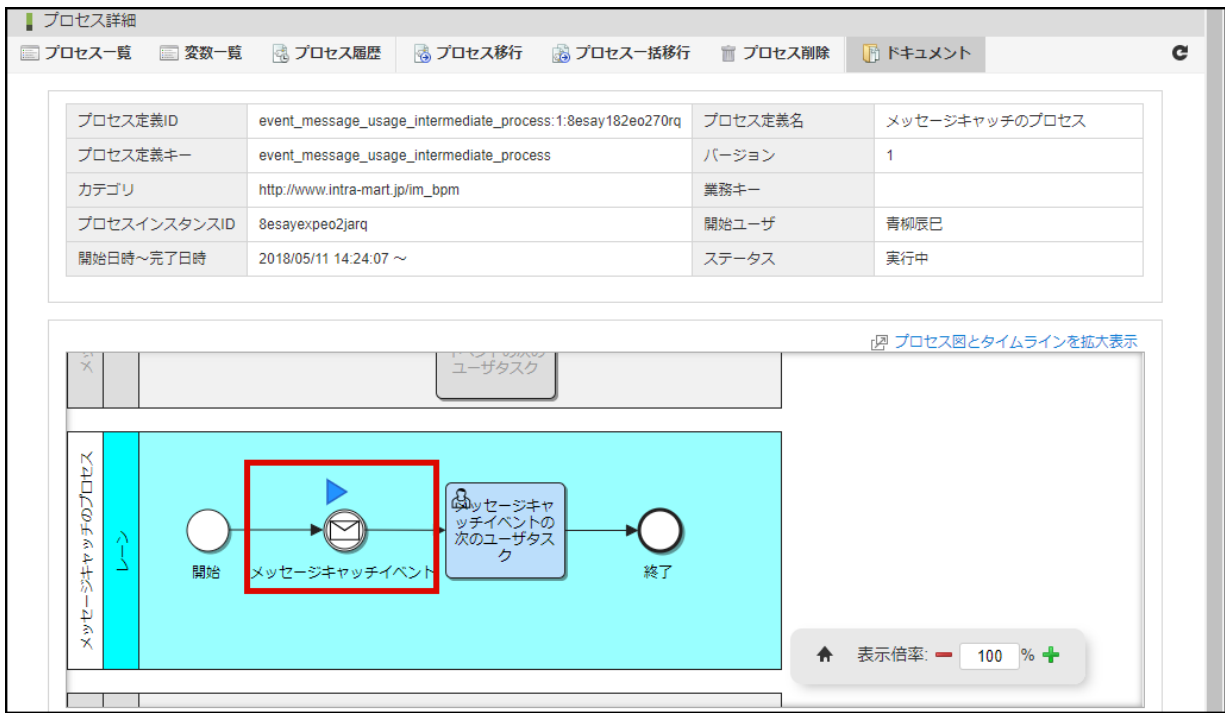 プロセス詳細
プロセス一覧 変数一覧 プロセス履歴 プロセス移行 プロセス一括移行 プロセス削除 ドキュメント
プロセス定義ID event_message_usage_intermediate_process:1:8esay182eo270rq プロセス定義名 メッセージキャッチのプロセス
プロセス定義キー event_message_usage_intermediate_process バージョン 1
カテゴリ http://www.intra-mart.jp/im_bpm 業務キー
プロセスインスタンスID 8esayexpeo2jarq 開始ユーザ 青柳辰巳
開始日時～完了日時 2018/05/11 14:24:07 ～ ステータス 実行中
プロセス図とタイムラインを拡大表示
イベントの次の
ユーザタスク
メッセージキャッチのプロセス
レーン
開始
メッセージキャッチイベント
メッセージキャ
ッチイベントの
次のユーザタス
ク
終了
表示倍率: 100 %